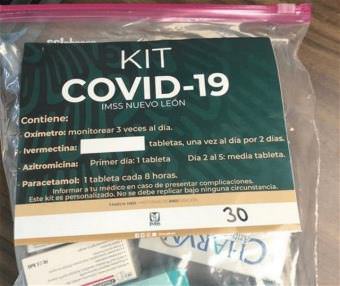 KIT
COVID-19
IMSS NUEVO LEÓN
Contiene:
- Oxímetro: monitorear 3 veces al día.
- Ivermectina: tabletas, una vez al día por 2 días.
- Azitromicina: Primer día: 1 tableta Día 2 al 5: media tableta.
- Paracetamol: 1 tableta cada 8 horas.
Informar a tu médico en caso de presentar complicaciones.
Este kit es personalizado. No se debe replicar bajo ninguna circunstancia.
IMSS
30